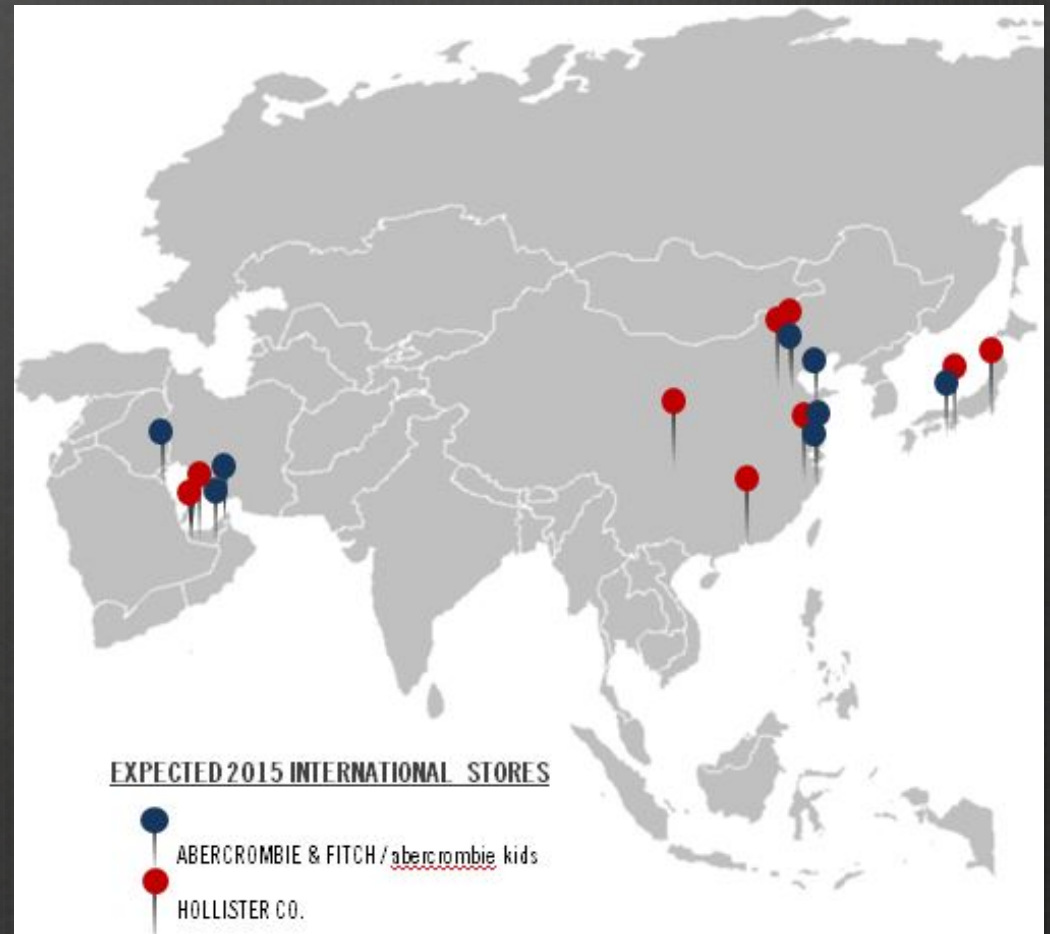 EXPECTED 2015 INTERNATIONAL STORES
ABERCROMBIE & FITCH / abercrombie kids
HOLLISTER CO.